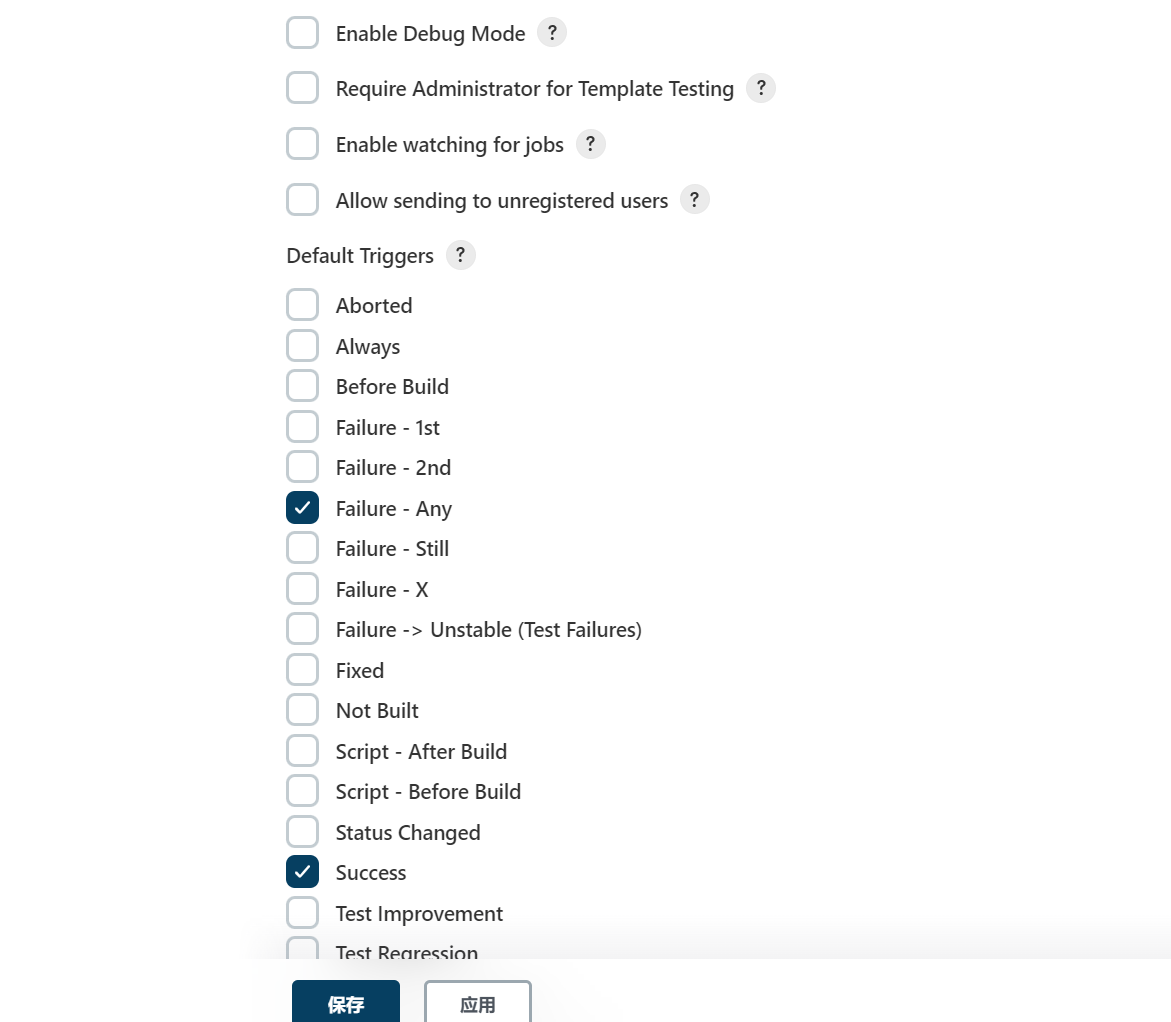 Enable Debug Mode ?
Require Administrator for Template Testing ?
Enable watching for jobs ?
Allow sending to unregistered users ?
Default Triggers ?
Aborted
Always
Before Build
Failure - 1st
Failure - 2nd
Failure - Any
Failure - Still
Failure - X
Failure -> Unstable (Test Failures)
Fixed
Not Built
Script - After Build
Script - Before Build
Status Changed
Success
Test Improvement
Test Regression
保存 应用